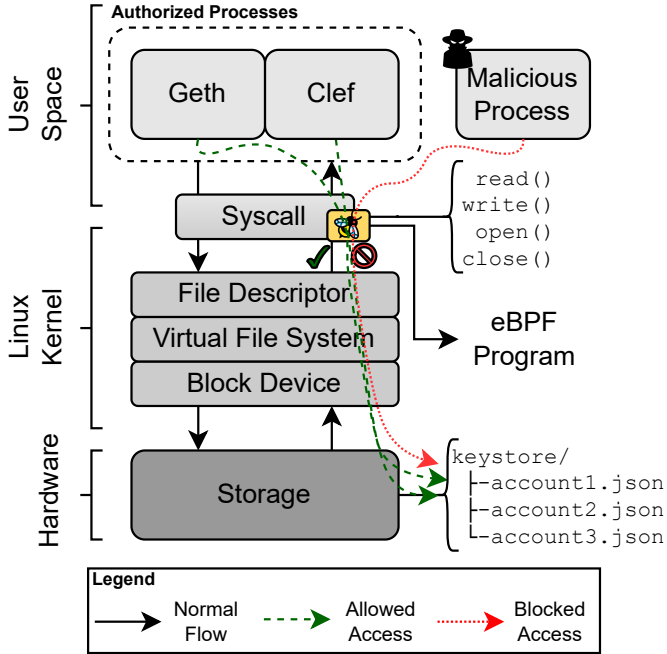 Authorized Processes
User
Space
Geth
Clef
Malicious
Process
Syscall
read()
write()
open()
close()
Linux
Kernel
File Descriptor
Virtual File System
Block Device
eBPF
Program
Hardware
Storage
keystore/
├-account1.json
├-account2.json
└-account3.json
Legend
Normal
Flow
Allowed
Access
Blocked
Access